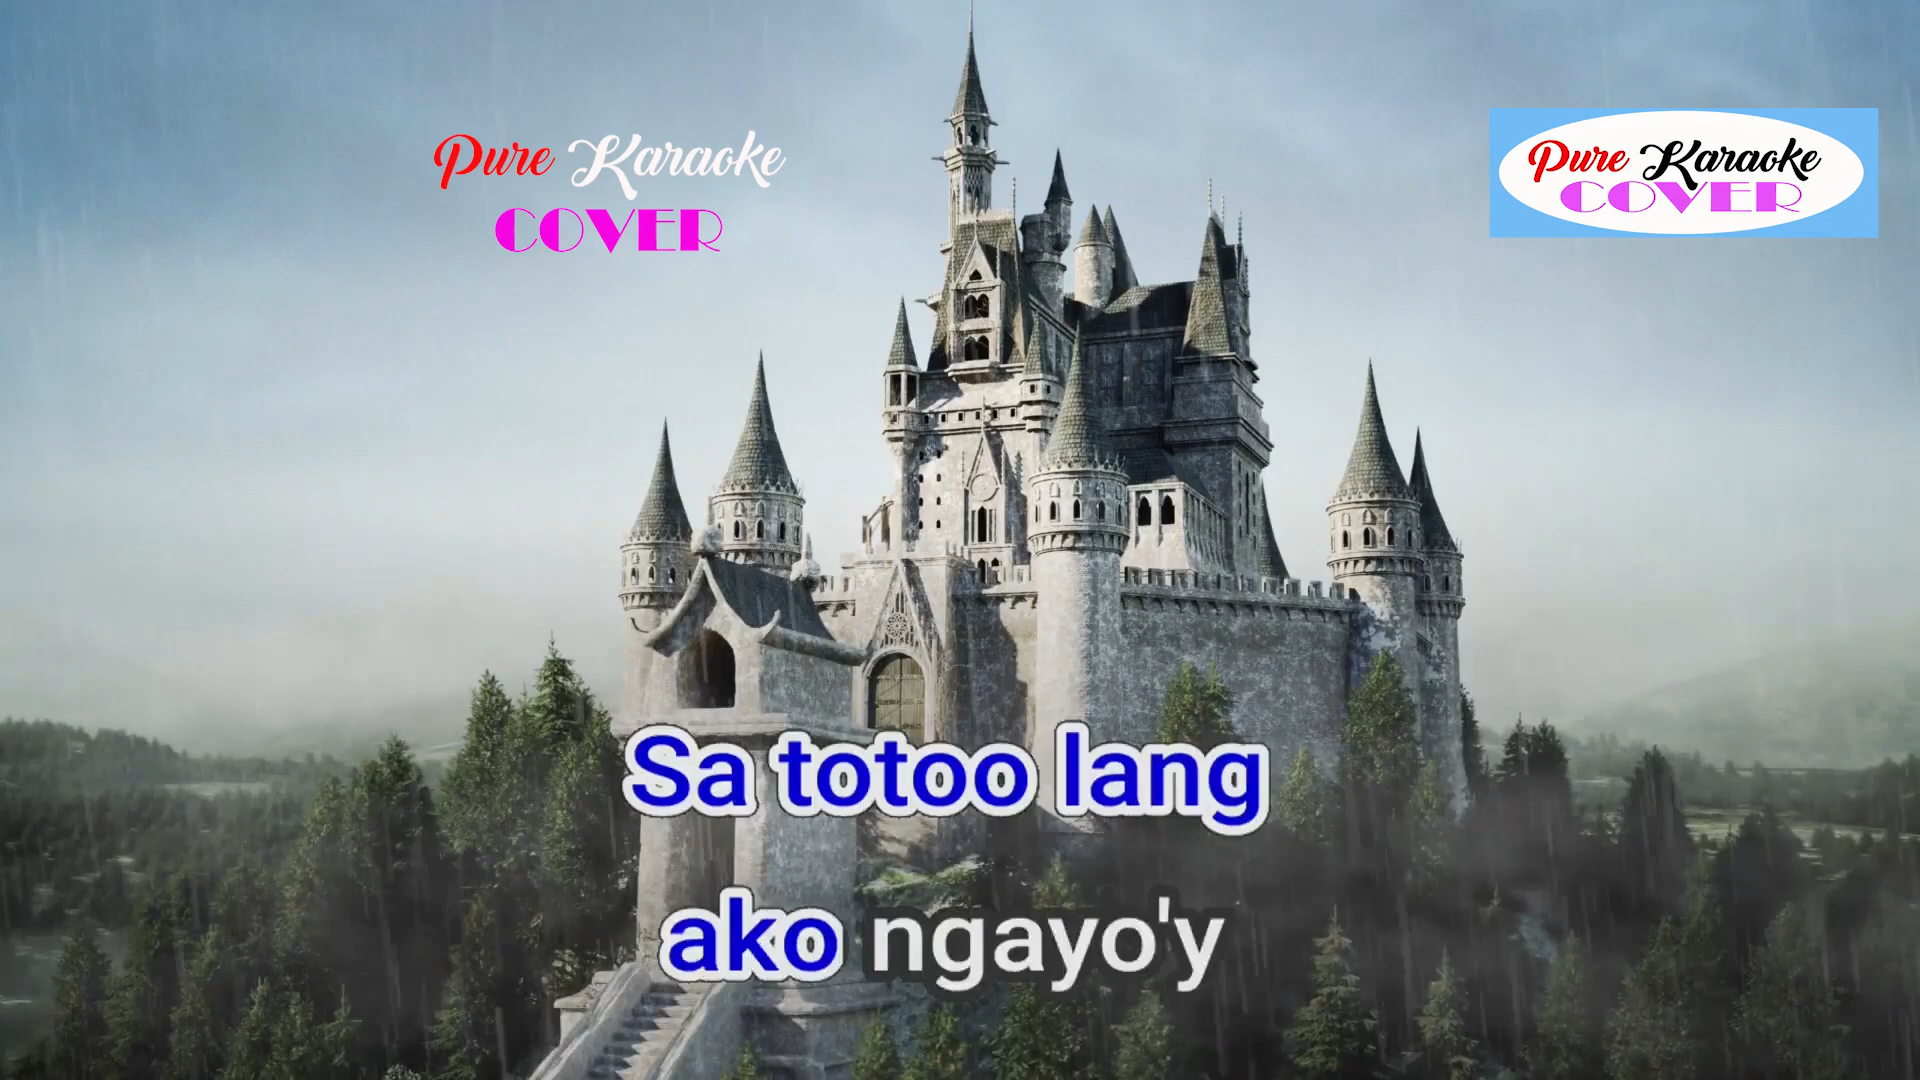 Pure Karaoke
COVER
Pure Karaoke
COVER
Sa totoo lang
ako ngayo'y